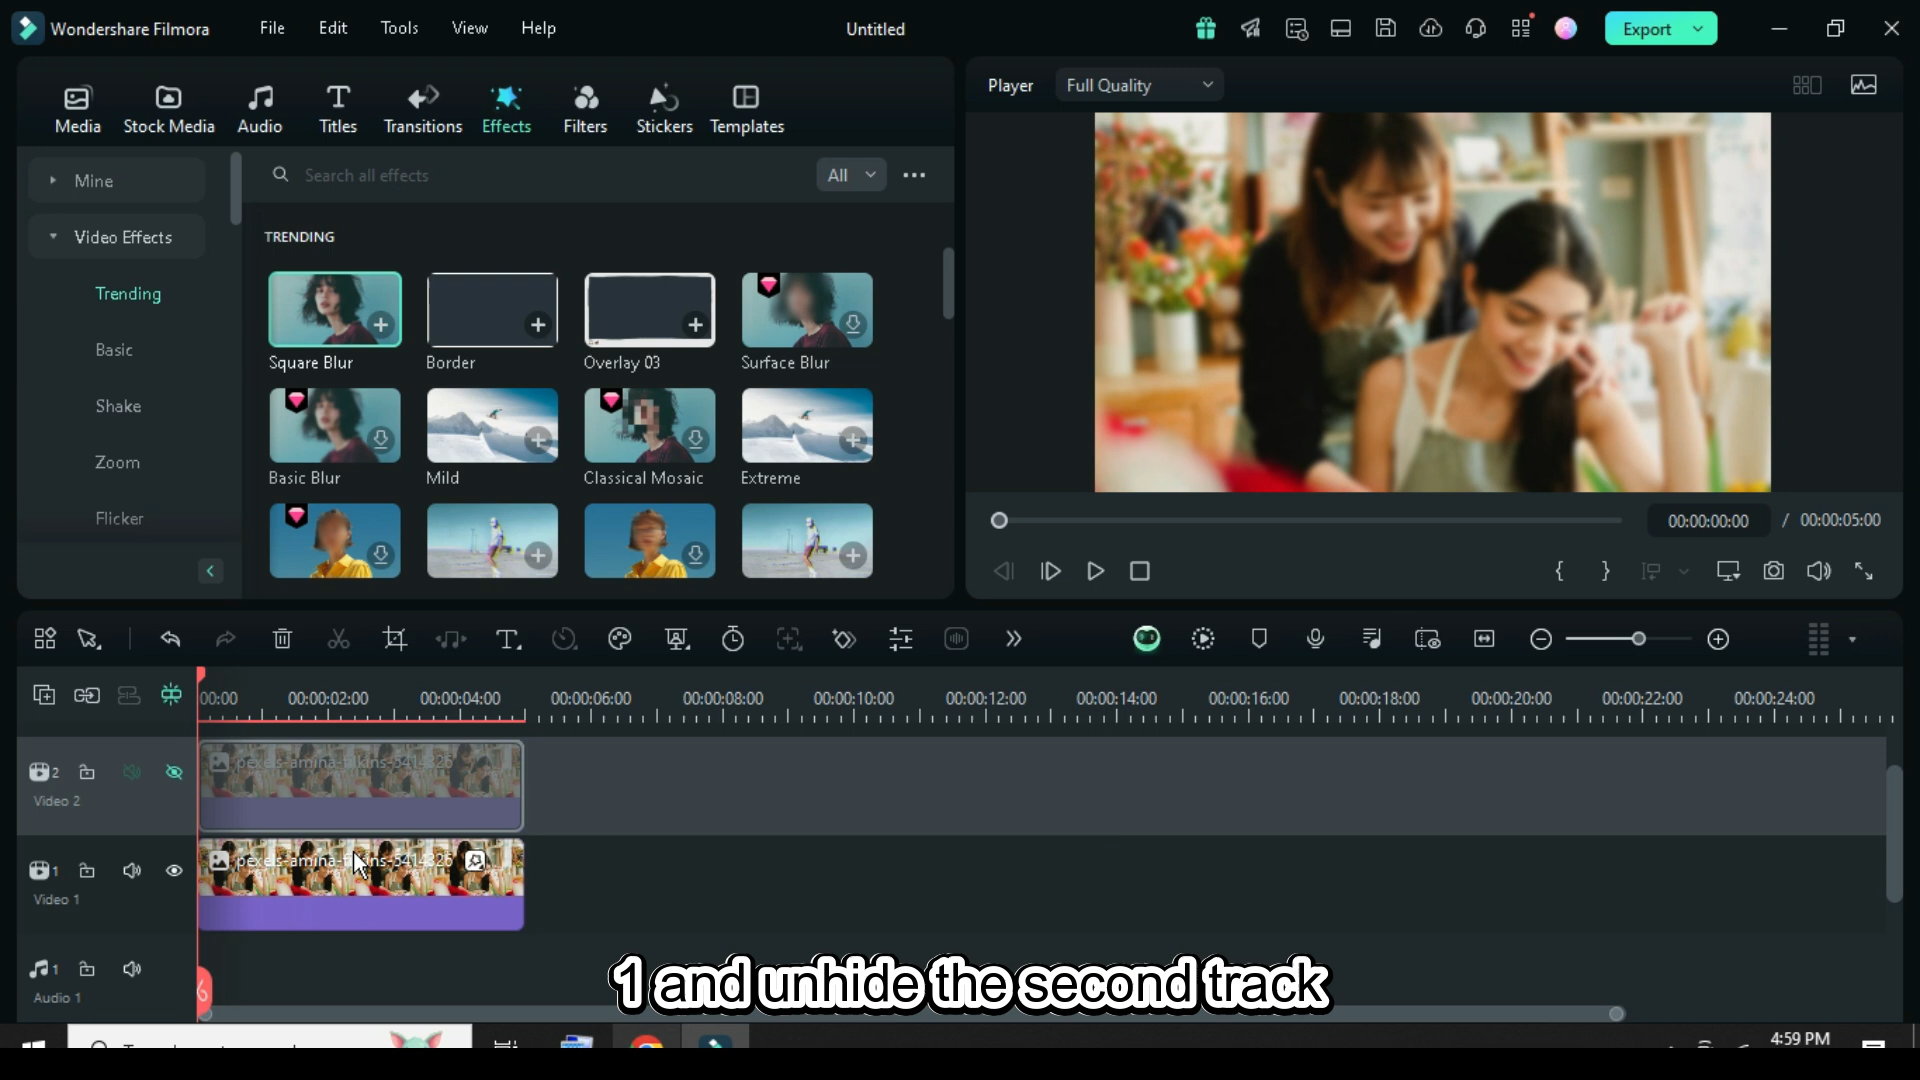 Wondershare Filmora
File
Edit
Tools
View
Help
Untitled
Export
Media
Stock Media
Audio
Titles
Transitions
Effects
Filters
Stickers
Templates
Player
Full Quality
Mine
Video Effects
Trending
Basic
Shake
Zoom
Flicker
Search all effects
All
TRENDING
Square Blur
Border
Overlay 03
Surface Blur
Basic Blur
Mild
Classical Mosaic
Extreme
00:00:00:00
/ 00:00:05:00
00:00
00:00:02:00
00:00:04:00
00:00:06:00
00:00:08:00
00:00:10:00
00:00:12:00
00:00:14:00
00:00:16:00
00:00:18:00
00:00:20:00
00:00:22:00
00:00:24:00
2
Video 2
pexels-amina-filkins-5414326
1
Video 1
pexels-amina-filkins-5414326
1
Audio 1
1 and unhide the second track
4:59 PM